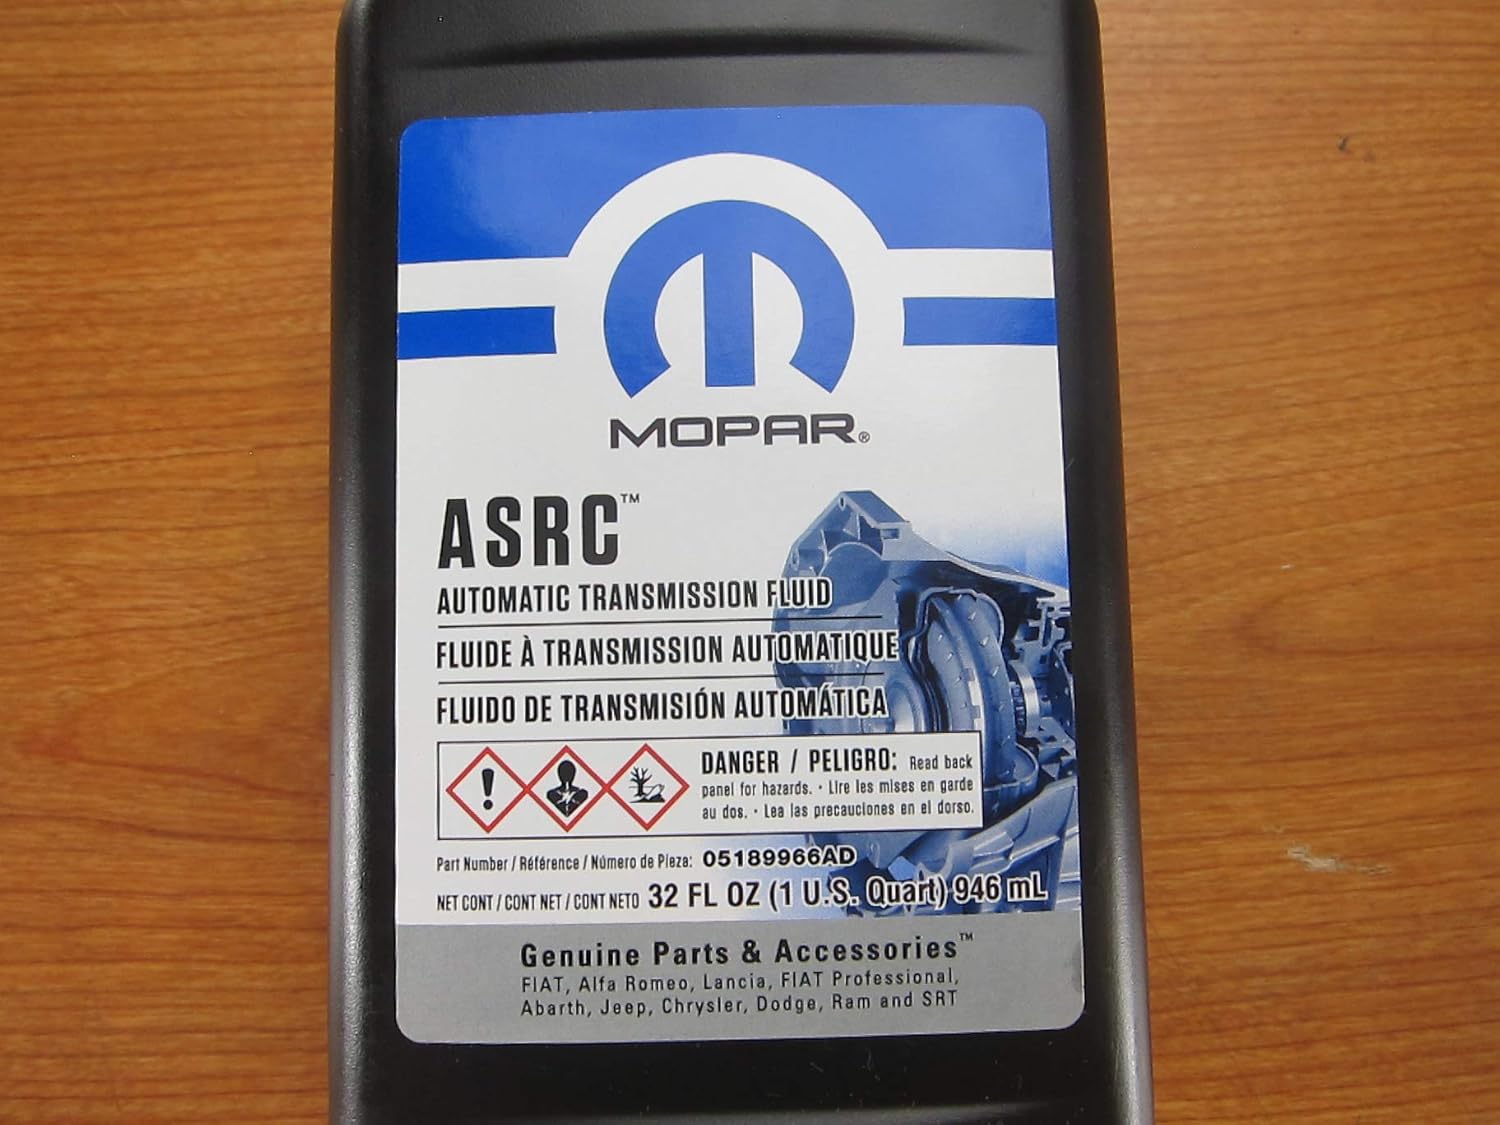 MOPAR®
ASRC™
AUTOMATIC TRANSMISSION FLUID
FLUIDE À TRANSMISSION AUTOMATIQUE
FLUIDO DE TRANSMISIÓN AUTOMÁTICA
DANGER / PELIGRO: Read back
panel for hazards. • Lire les mises en garde
au dos. • Lea las precauciones en el dorso.
Part Number / Référence / Número de Pieza: 05189966AD
NET CONT / CONT NET / CONT NETO 32 FL OZ (1 U.S. Quart) 946 mL
Genuine Parts & Accessories™
FIAT, Alfa Romeo, Lancia, FIAT Professional,
Abarth, Jeep, Chrysler, Dodge, Ram and SRT